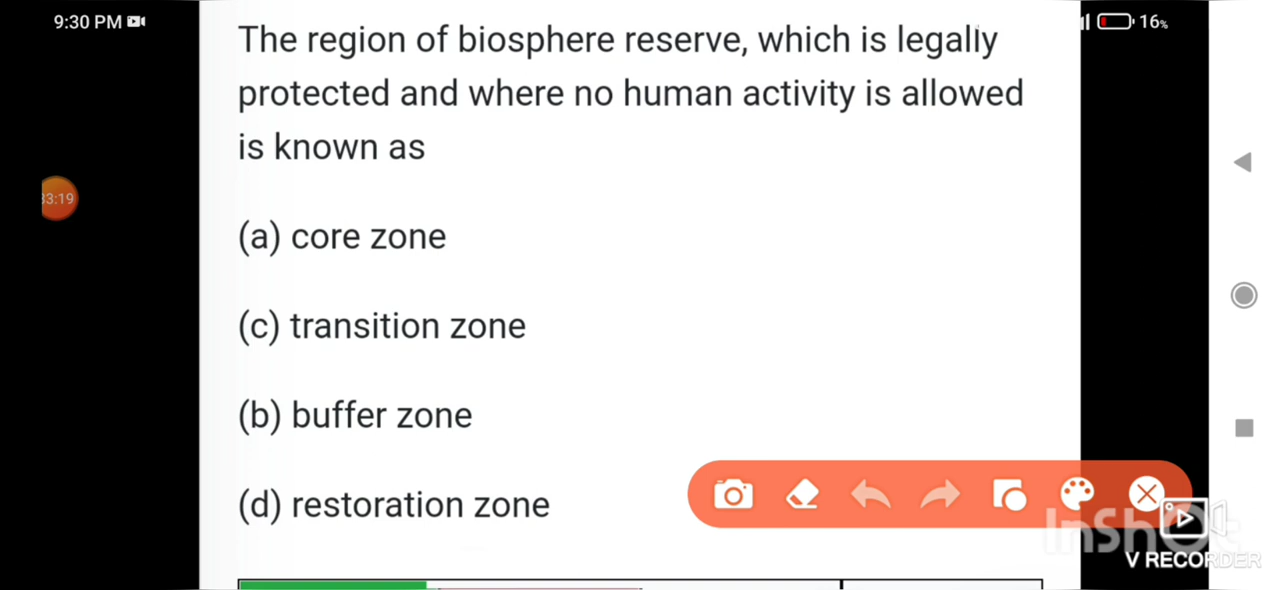 9:30 PM
16%
The region of biosphere reserve, which is legally
protected and where no human activity is allowed
is known as
33:19
(a) core zone
(c) transition zone
(b) buffer zone
(d) restoration zone
InShot
V RECORDER